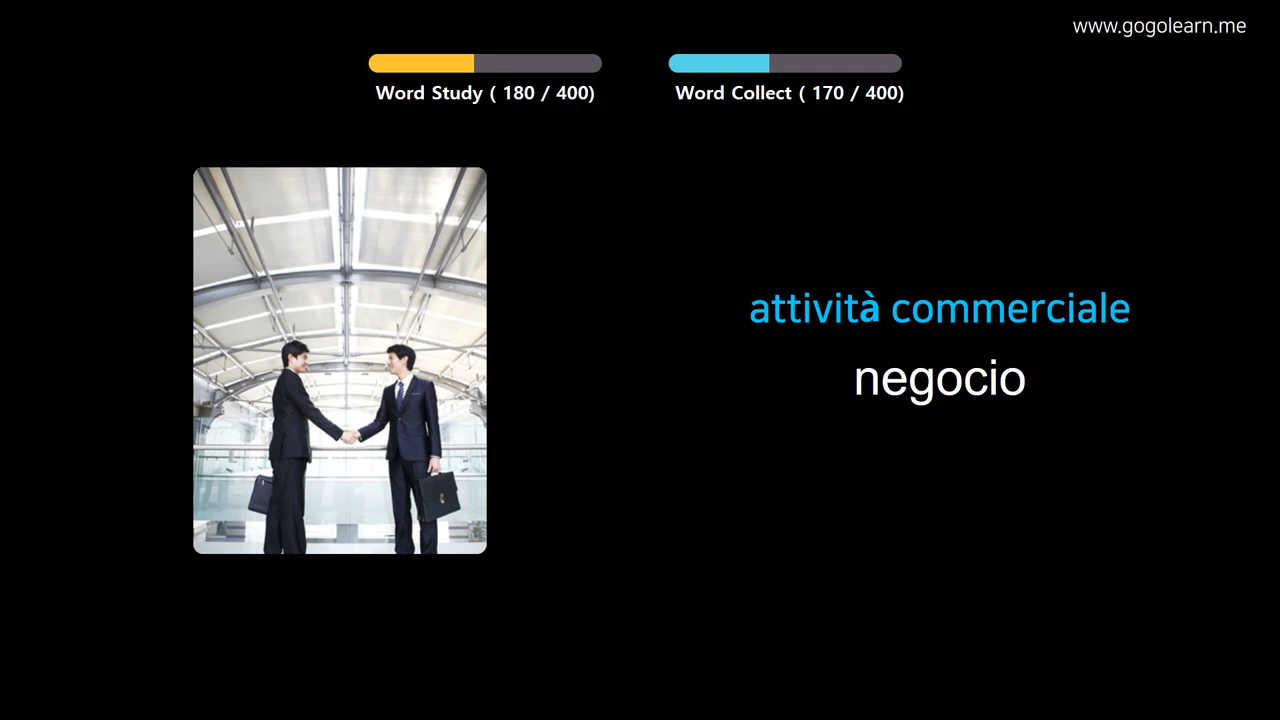 www.gogolearn.me
Word Study ( 180 / 400)
Word Collect ( 170 / 400)
attività commerciale
negocio